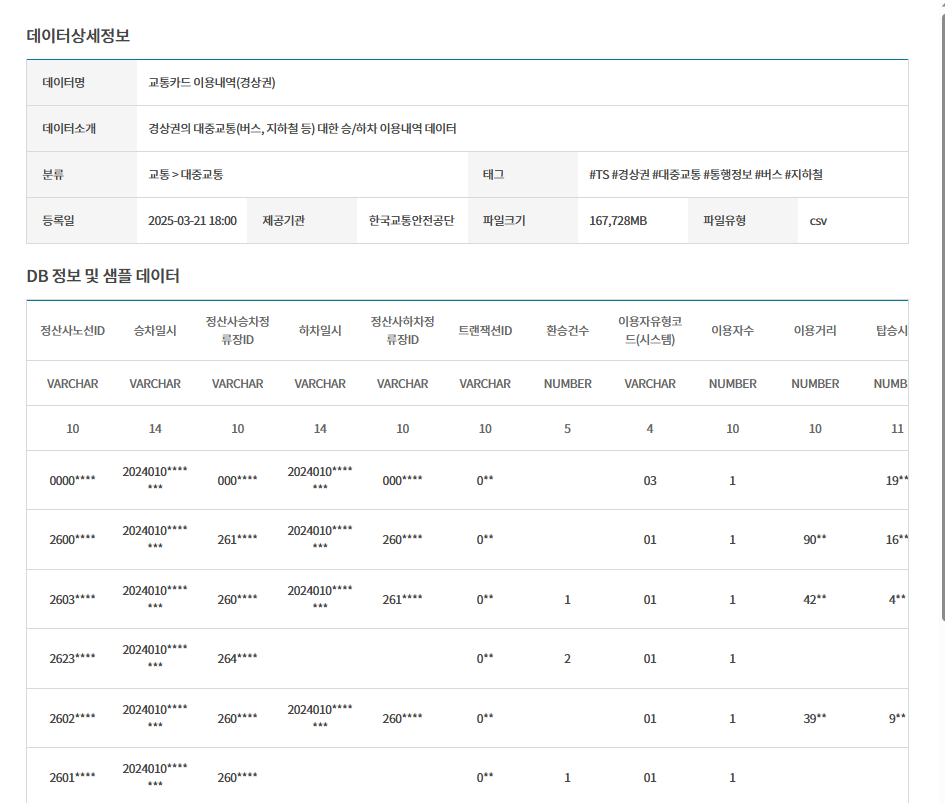 데이터상세정보
데이터명 교통카드 이용내역(경상권)
데이터소개 경상권의 대중교통(버스, 지하철 등) 대한 승/하차 이용내역 데이터
분류 교통 > 대중교통 태그 #TS #경상권 #대중교통 #통행정보 #버스 #지하철
등록일 2025-03-21 18:00 제공기관 한국교통안전공단 파일크기 167,728MB 파일유형 csv
DB 정보 및 샘플 데이터
정산사노선ID 승차일시 정산사승차정류장ID 하차일시 정산사하차정류장ID 트랜잭션ID 환승건수 이용자유형코드(시스템) 이용자수 이용거리 탑승시
VARCHAR VARCHAR VARCHAR VARCHAR VARCHAR VARCHAR NUMBER VARCHAR NUMBER NUMBER NUMB
10 14 10 14 10 10 5 4 10 10 11
0000**** 2024010******* 000**** 2024010******* 000**** 0** 03 1 19**
2600**** 2024010******* 261**** 2024010******* 260**** 0** 01 1 90** 16**
2603**** 2024010******* 260**** 2024010******* 261**** 0** 1 01 1 42** 4**
2623**** 2024010******* 264**** 0** 2 01 1
2602**** 2024010******* 260**** 2024010******* 260**** 0** 01 1 39** 9**
2601**** 2024010******* 260**** 0** 1 01 1